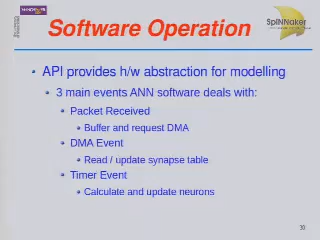 Software Operation
SpiNNaker
API provides h/w abstraction for modelling
3 main events ANN software deals with:
Packet Received
Buffer and request DMA
DMA Event
Read / update synapse table
Timer Event
Calculate and update neurons